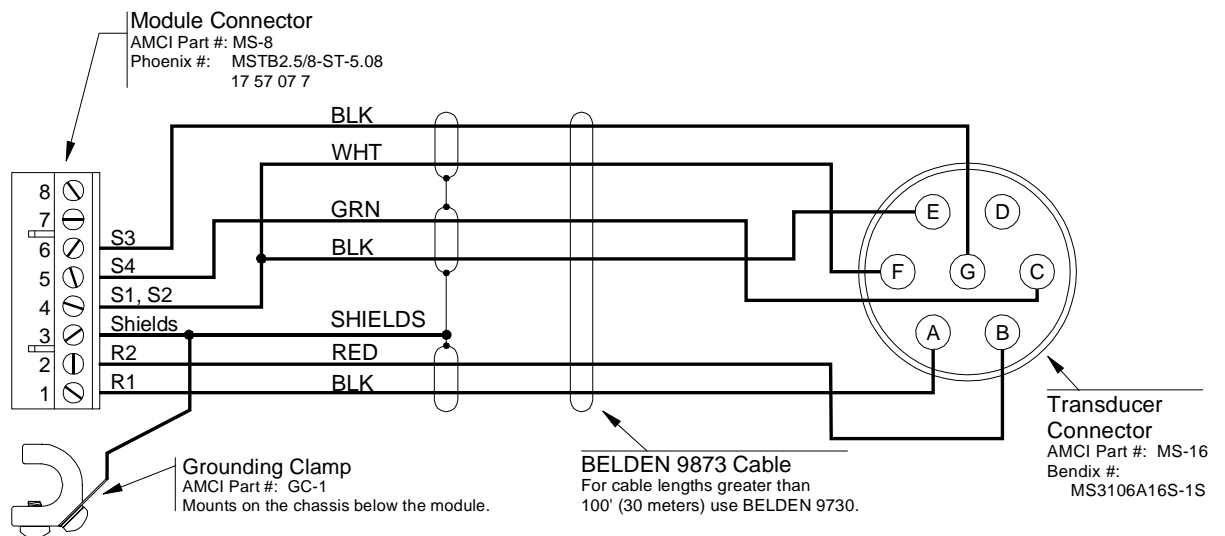 Module Connector
AMCI Part #: MS-8
Phoenix #: MSTB2.5/8-ST-5.08
17 57 07 7
BLK
WHT
8
GRN
E
D
7
S3
BLK
6
S4
F
G
C
5
S1, S2
4
Shields
SHIELDS
3
A
B
R2
RED
2
R1
BLK
1
Transducer
Connector
AMCI Part #: MS-16
Bendix #:
MS3106A16S-1S
Grounding Clamp
AMCI Part #: GC-1
Mounts on the chassis below the module.
BELDEN 9873 Cable
For cable lengths greater than
100' (30 meters) use BELDEN 9730.